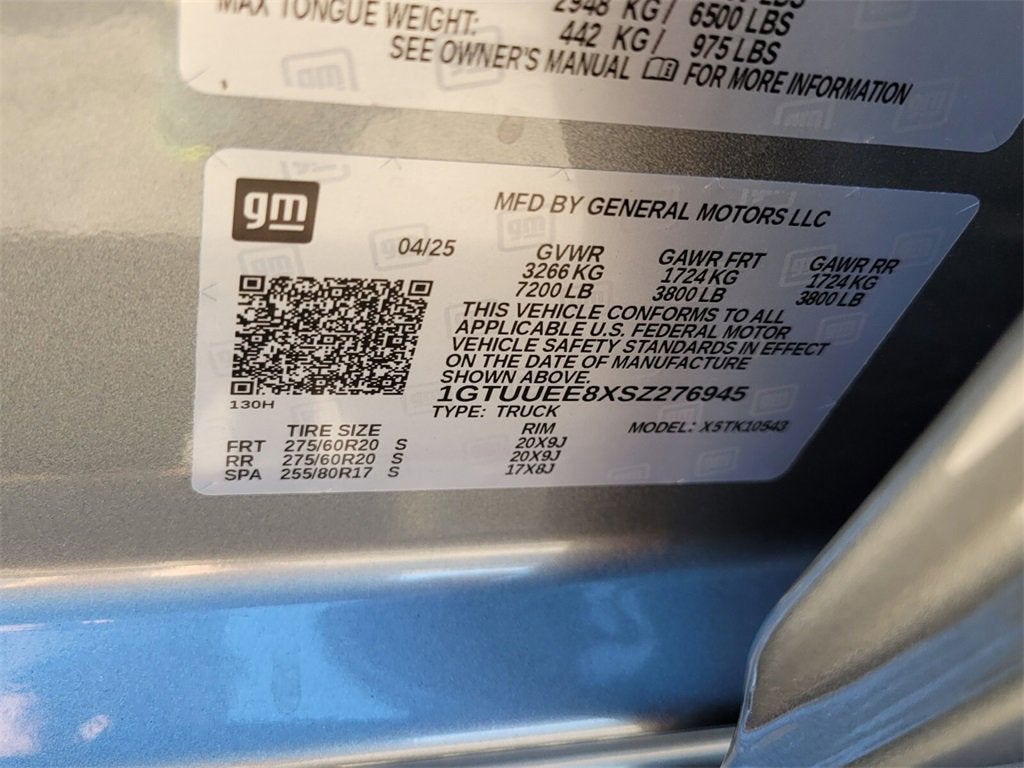 MAX TONGUE WEIGHT:
2948 KG/ 6500 LBS
442 KG/ 975 LBS
SEE OWNER'S MANUAL FOR MORE INFORMATION
gm
MFD BY GENERAL MOTORS LLC
04/25
GVWR GAWR FRT GAWR RR
3266 KG 1724 KG 1724 KG
7200 LB 3800 LB 3800 LB
THIS VEHICLE CONFORMS TO ALL
APPLICABLE U.S. FEDERAL MOTOR
VEHICLE SAFETY STANDARDS IN EFFECT
ON THE DATE OF MANUFACTURE
SHOWN ABOVE.
1GTUUEE8XSZ276945
130H
TYPE: TRUCK
MODEL: X5TK10543
TIRE SIZE RIM
FRT 275/60R20 S 20X9J
RR 275/60R20 S 20X9J
SPA 255/80R17 S 17X8J